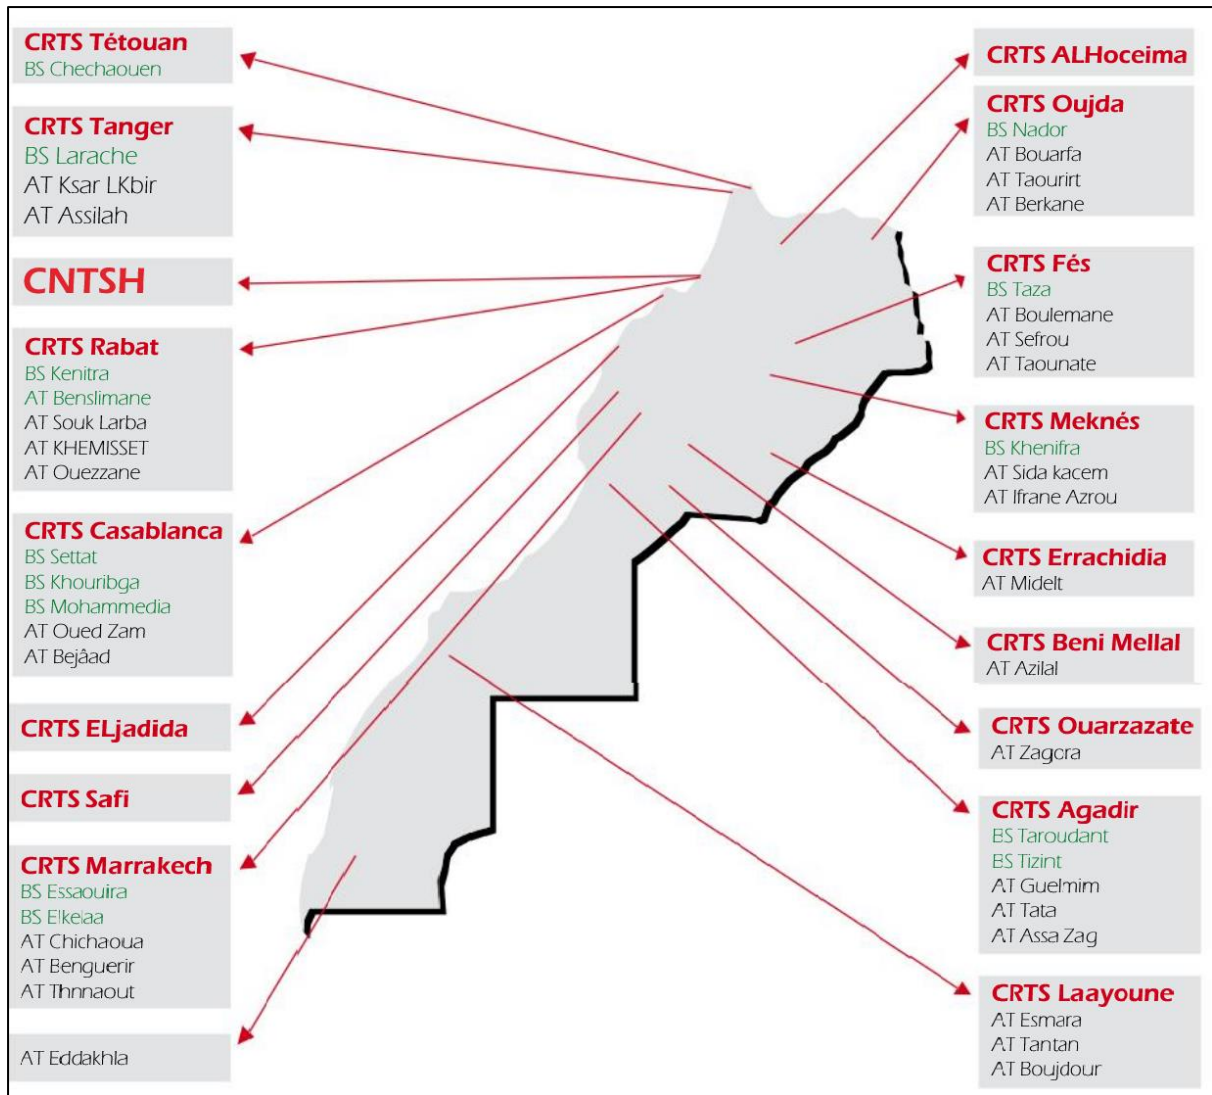 CRTS Tétouan
BS Chechaouen
CRTS Tanger
BS Larache
AT Ksar LKbir
AT Assilah
CNTSH
CRTS Rabat
BS Kenitra
AT Benslimane
AT Souk Larba
AT KHEMISSET
AT Ouezzane
CRTS Casablanca
BS Settat
BS Khouribga
BS Mohammedia
AT Oued Zam
AT Bejâad
CRTS ELjadida
CRTS Safi
CRTS Marrakech
BS Essaouira
BS Elkelaa
AT Chichaoua
AT Benguerir
AT Thnnaout
AT Eddakhla
CRTS ALHoceima
CRTS Oujda
BS Nador
AT Bouarfa
AT Taourirt
AT Berkane
CRTS Fés
BS Taza
AT Boulemane
AT Sefrou
AT Taounate
CRTS Meknés
BS Khenifra
AT Sida kacem
AT Ifrane Azrou
CRTS Errachidia
AT Midelt
CRTS Beni Mellal
AT Azilal
CRTS Ouarzazate
AT Zagora
CRTS Agadir
BS Taroudant
BS Tizint
AT Guelmim
AT Tata
AT Assa Zag
CRTS Laayoune
AT Esmara
AT Tantan
AT Boujdour